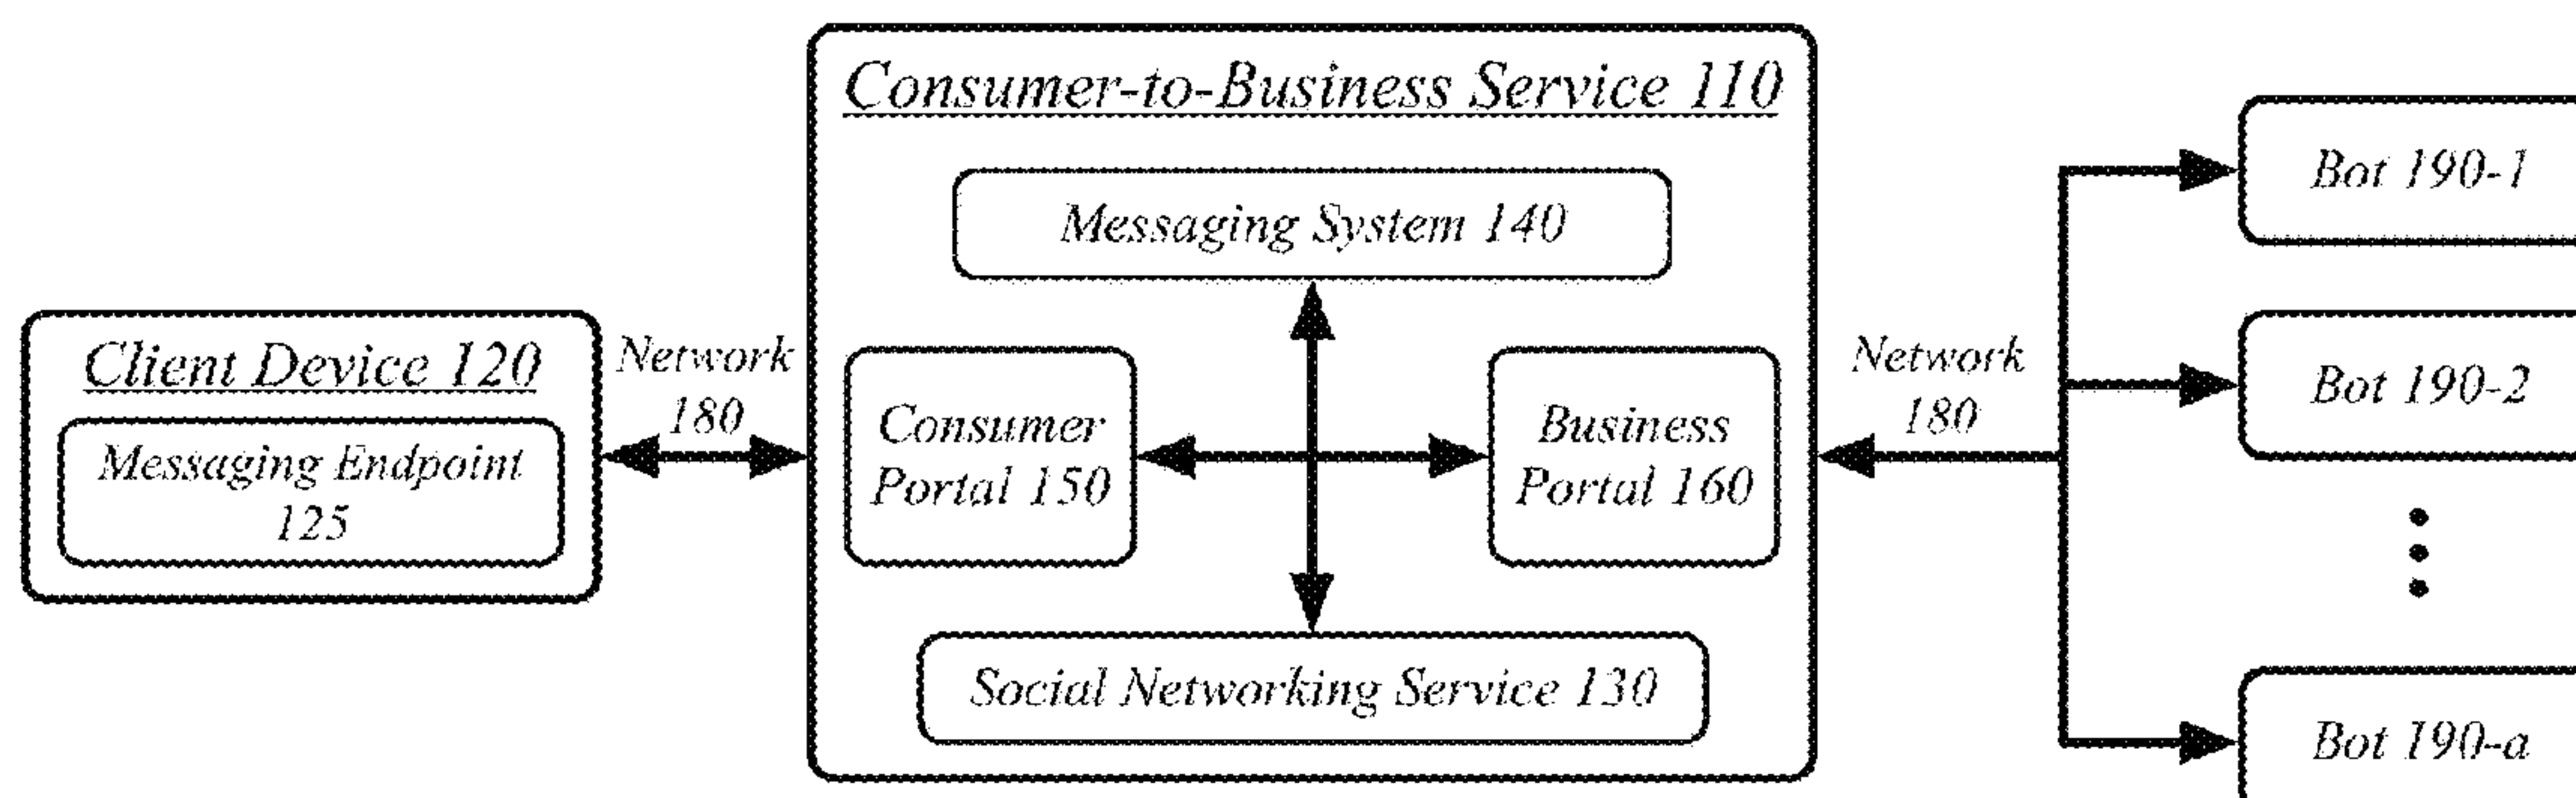 Consumer-to-Business Service 110
Messaging System 140
Client Device 120
Messaging Endpoint
125
Network
180
Consumer
Portal 150
Business
Portal 160
Social Networking Service 130
Network
180
Bot 190-1
Bot 190-2
Bot 190-a